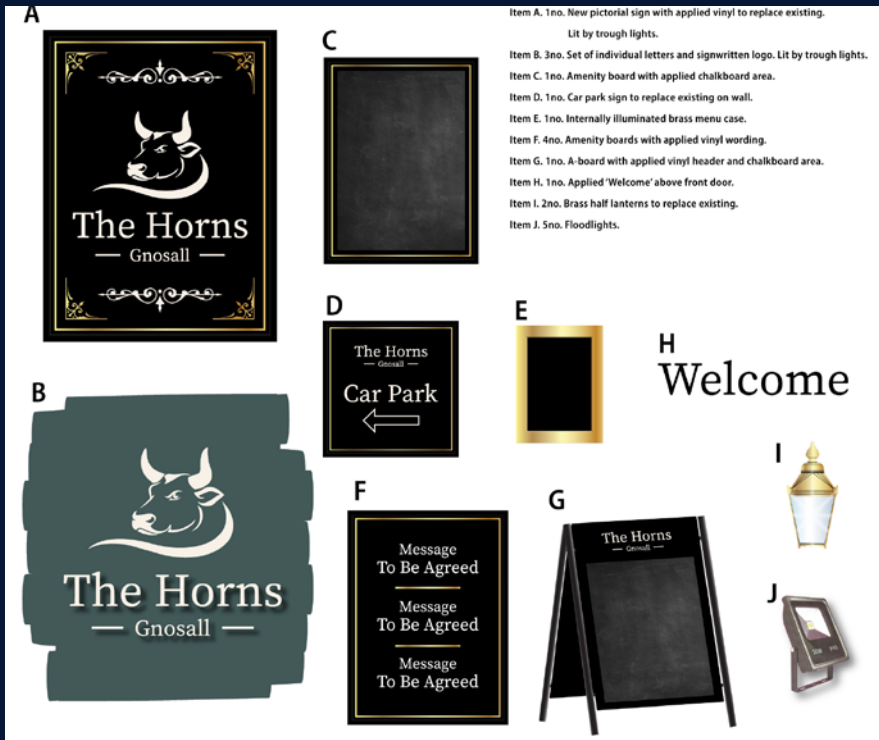 A
The Horns
Gnosall
B
The Horns
Gnosall
C
D
The Horns
Gnosall
Car Park
E
F
Message
To Be Agreed
Message
To Be Agreed
Message
To Be Agreed
G
The Horns
Gnosall
H
Welcome
I
J
Item A. 1no. New pictorial sign with applied vinyl to replace existing.
Lit by trough lights.
Item B. 3no. Set of individual letters and signwritten logo. Lit by trough lights.
Item C. 1no. Amenity board with applied chalkboard area.
Item D. 1no. Car park sign to replace existing on wall.
Item E. 1no. Internally illuminated brass menu case.
Item F. 4no. Amenity boards with applied vinyl wording.
Item G. 1no. A-board with applied vinyl header and chalkboard area.
Item H. 1no. Applied ‘Welcome’ above front door.
Item I. 2no. Brass half lanterns to replace existing.
Item J. 5no. Floodlights.